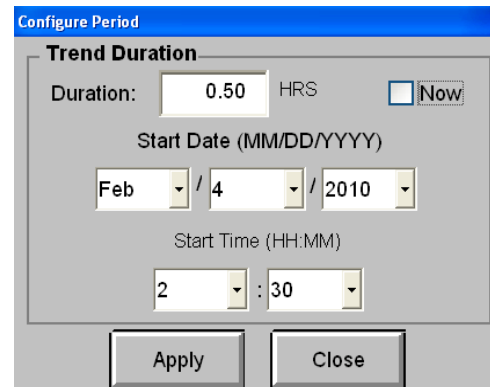 Configure Period
Trend Duration
Duration: 0.50 HRS Now
Start Date (MM/DD/YYYY)
Feb / 4 / 2010
Start Time (HH:MM)
2 : 30
Apply Close